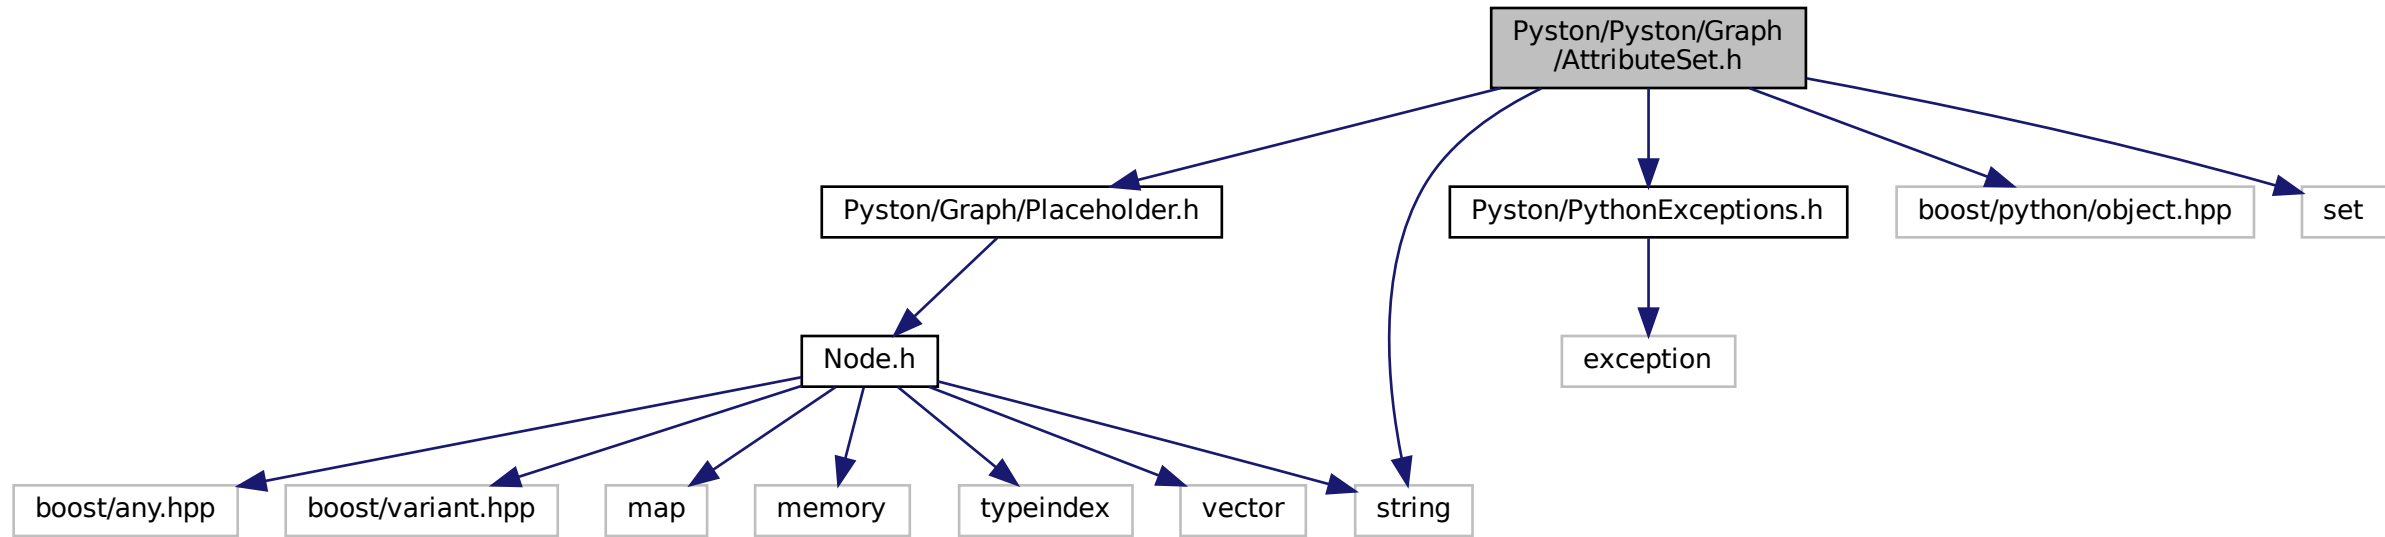 Pyston/Pyston/Graph
/AttributeSet.h
Pyston/Graph/Placeholder.h
Pyston/PythonExceptions.h
boost/python/object.hpp
set
Node.h
exception
boost/any.hpp
boost/variant.hpp
map
memory
typeindex
vector
string